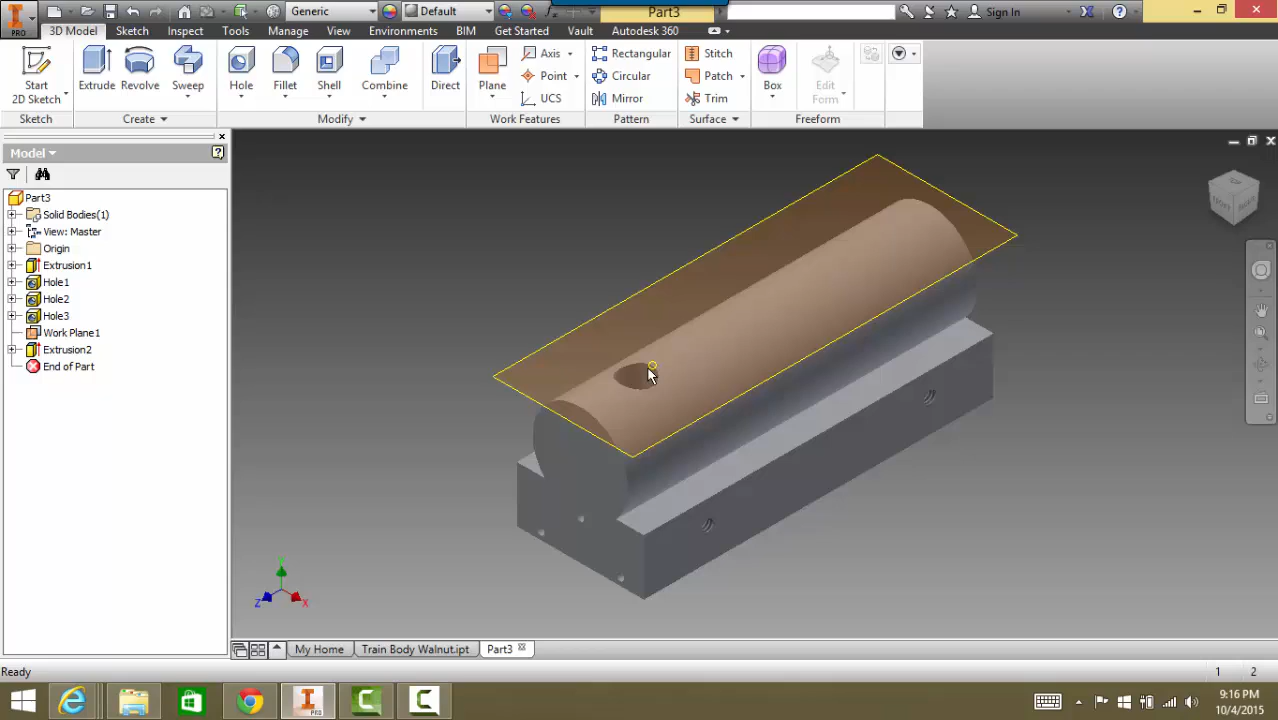 PRO
Generic
Default
Part3
Sign In
3D Model Sketch Inspect Tools Manage View Environments BIM Get Started Vault Autodesk 360
Start
2D Sketch
Extrude Revolve Sweep
Hole Fillet Shell Combine Direct
Plane
Axis
Point
UCS
Rectangular
Circular
Mirror
Stitch
Patch
Trim
Box
Edit
Form
Sketch Create Modify Work Features Pattern Surface Freeform
Model
Part3
Solid Bodies(1)
View: Master
Origin
Extrusion1
Hole1
Hole2
Hole3
Work Plane1
Extrusion2
End of Part
Z X
My Home Train Body Walnut.ipt Part3
Ready 1 2
PRO
9:16 PM
10/4/2015